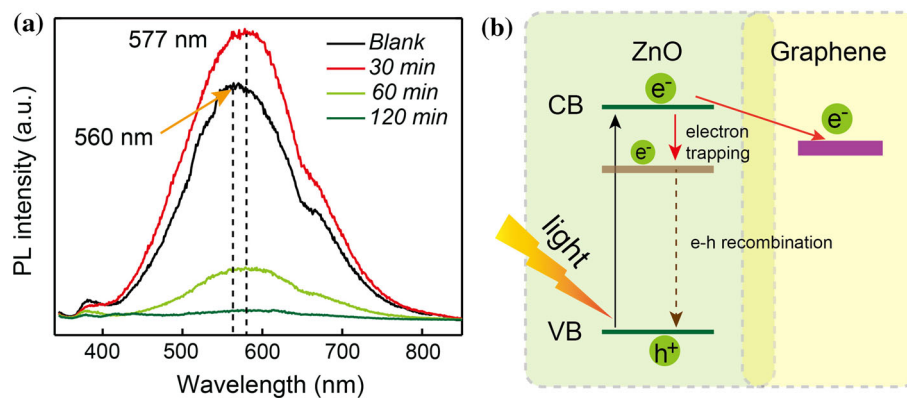 (a)
577 nm
560 nm
Blank
30 min
60 min
120 min
PL intensity (a.u.)
400
500
600
700
800
Wavelength (nm)
(b)
ZnO
Graphene
CB
e-
e-
electron
trapping
e-
e-h recombination
light
VB
h+